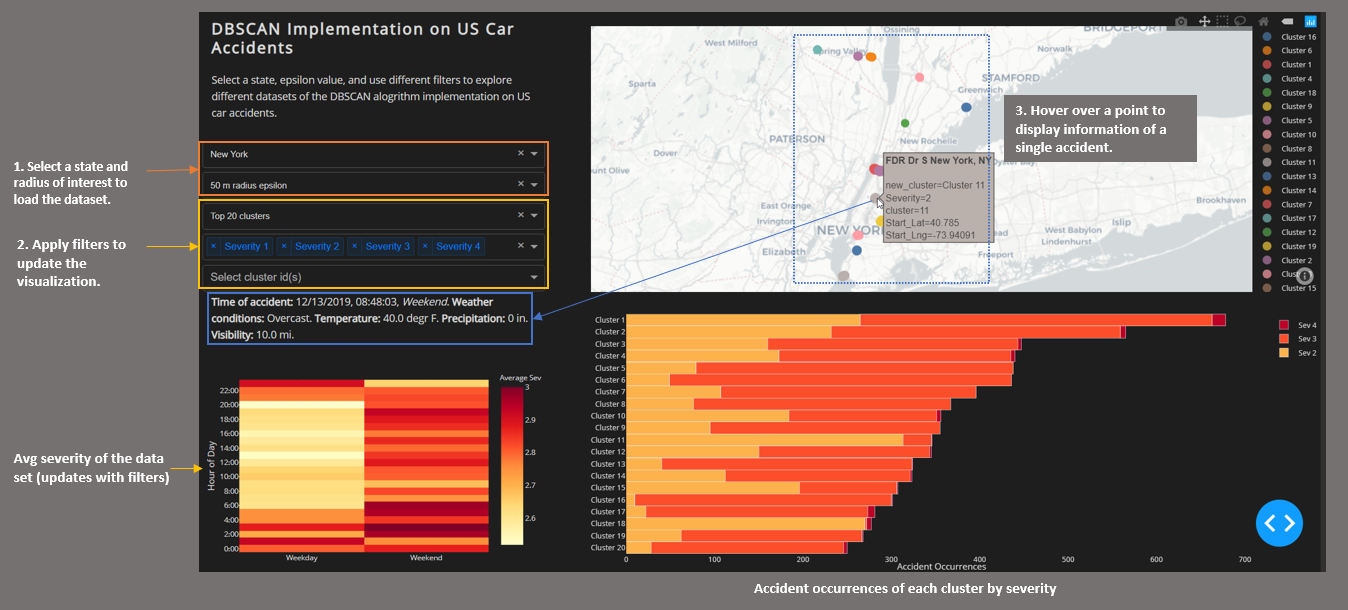 DBSCAN Implementation on US Car
Accidents
Select a state, epsilon value, and use different filters to explore
different datasets of the DBSCAN alogrithm implementation on US
car accidents.
1. Select a state and
radius of interest to
load the dataset.
New York
50 m radius epsilon
2. Apply filters to
update the
visualization.
Top 20 clusters
× Severity 1 × Severity 2 × Severity 3 × Severity 4
Select cluster id(s)
Time of accident: 12/13/2019, 08:48:03, Weekend. Weather
conditions: Overcast. Temperature: 40.0 degr F. Precipitation: 0 in.
Visibility: 10.0 mi.
Ossining
BRIDGEPORT
West Milford
Spring Valley
Norwalk
Sparta
STAMFORD
Greenwich
PATERSON
New Rochelle
Dover
unt Olive
Oyster Bay
East Orange
Irvington
NEW YOR
ead
Elizabeth
Freeport
West Babylon
Lindenhurst
Islip
Brookhaven
3. Hover over a point to
display information of a
single accident.
FDR Dr S New York, NY
new_cluster=Cluster 11
Severity=2
cluster=11
Start_Lat=40.785
Start_Lng=-73.94091
Cluster 16
Cluster 6
Cluster 1
Cluster 4
Cluster 18
Cluster 9
Cluster 5
Cluster 10
Cluster 8
Cluster 11
Cluster 13
Cluster 14
Cluster 7
Cluster 17
Cluster 12
Cluster 19
Cluster 2
Clus
Cluster 15
Avg severity of the data
set (updates with filters)
Hour of Day
22:00
20:00
18:00
16:00
14:00
12:00
10:00
8:00
6:00
4:00
2:00
0:00
Weekday Weekend
Average Sev
3
2.9
2.8
2.7
2.6
Cluster 1
Cluster 2
Cluster 3
Cluster 4
Cluster 5
Cluster 6
Cluster 7
Cluster 8
Cluster 10
Cluster 9
Cluster 11
Cluster 12
Cluster 13
Cluster 14
Cluster 15
Cluster 16
Cluster 17
Cluster 18
Cluster 19
Cluster 20
0 100 200 300 400 500 600 700
Accident Occurrences
Sev 4
Sev 3
Sev 2
Accident occurrences of each cluster by severity